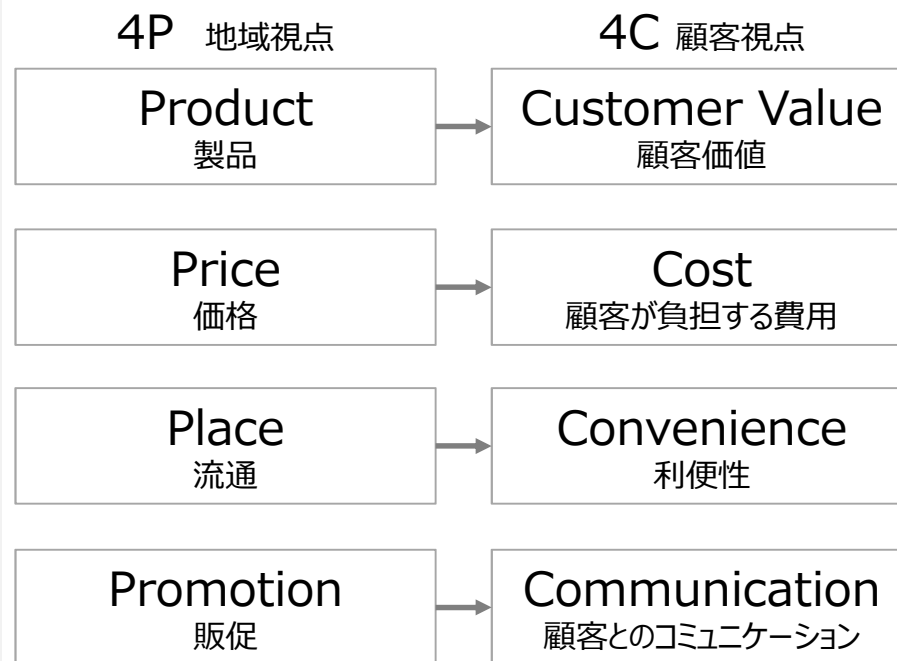 4P 地域視点
4C 顧客視点
Product
製品
Customer Value
顧客価値
Price
価格
Cost
顧客が負担する費用
Place
流通
Convenience
利便性
Promotion
販促
Communication
顧客とのコミュニケーション